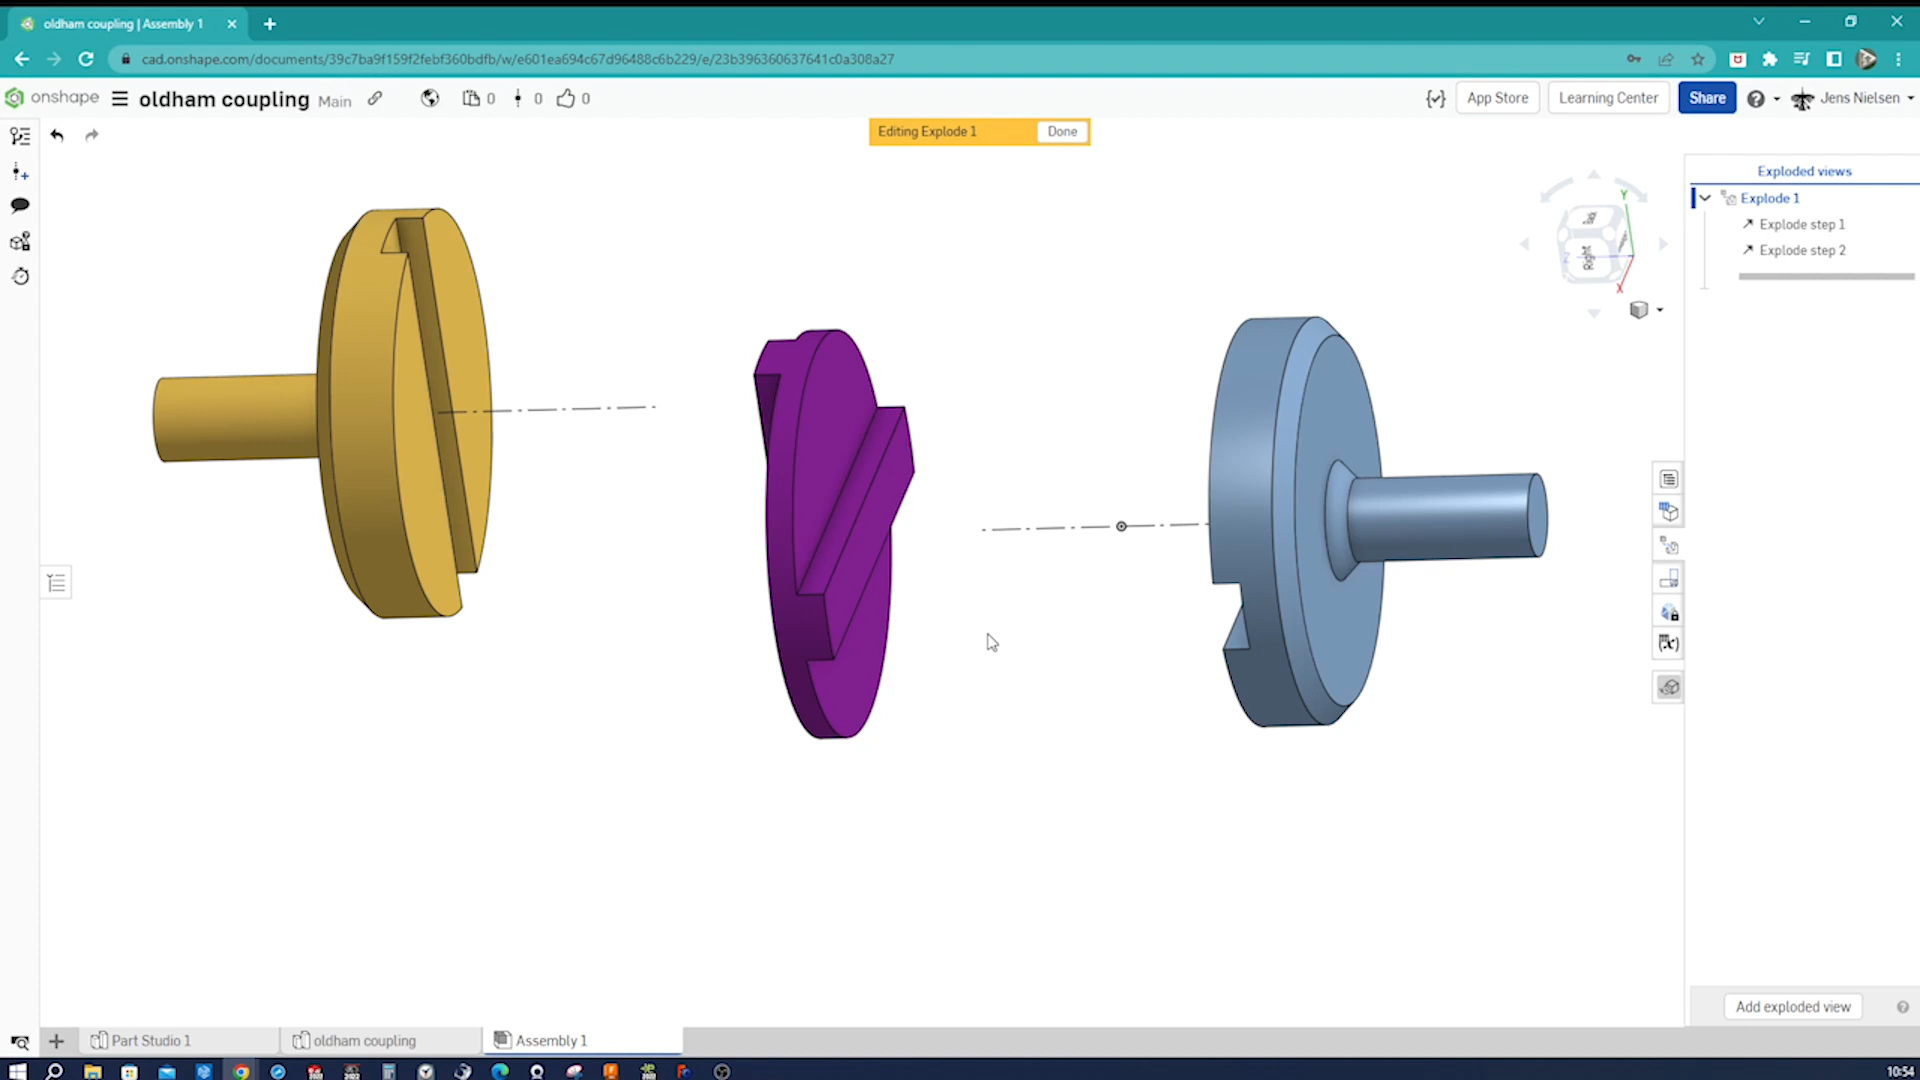 oldham coupling | Assembly 1
cad.onshape.com/documents/39c7ba9f159f2febf360bdfb/w/e601ea694c67d96488c6b229/e/23b396360637641c0a308a27
onshape oldham coupling Main 0 0 0 App Store Learning Center Share Jens Nielsen
Editing Explode 1 Done
Exploded views
Explode 1
Explode step 1
Explode step 2
Y
Z
X
Right
(x)
Add exploded view
Part Studio 1 oldham coupling Assembly 1
10:54